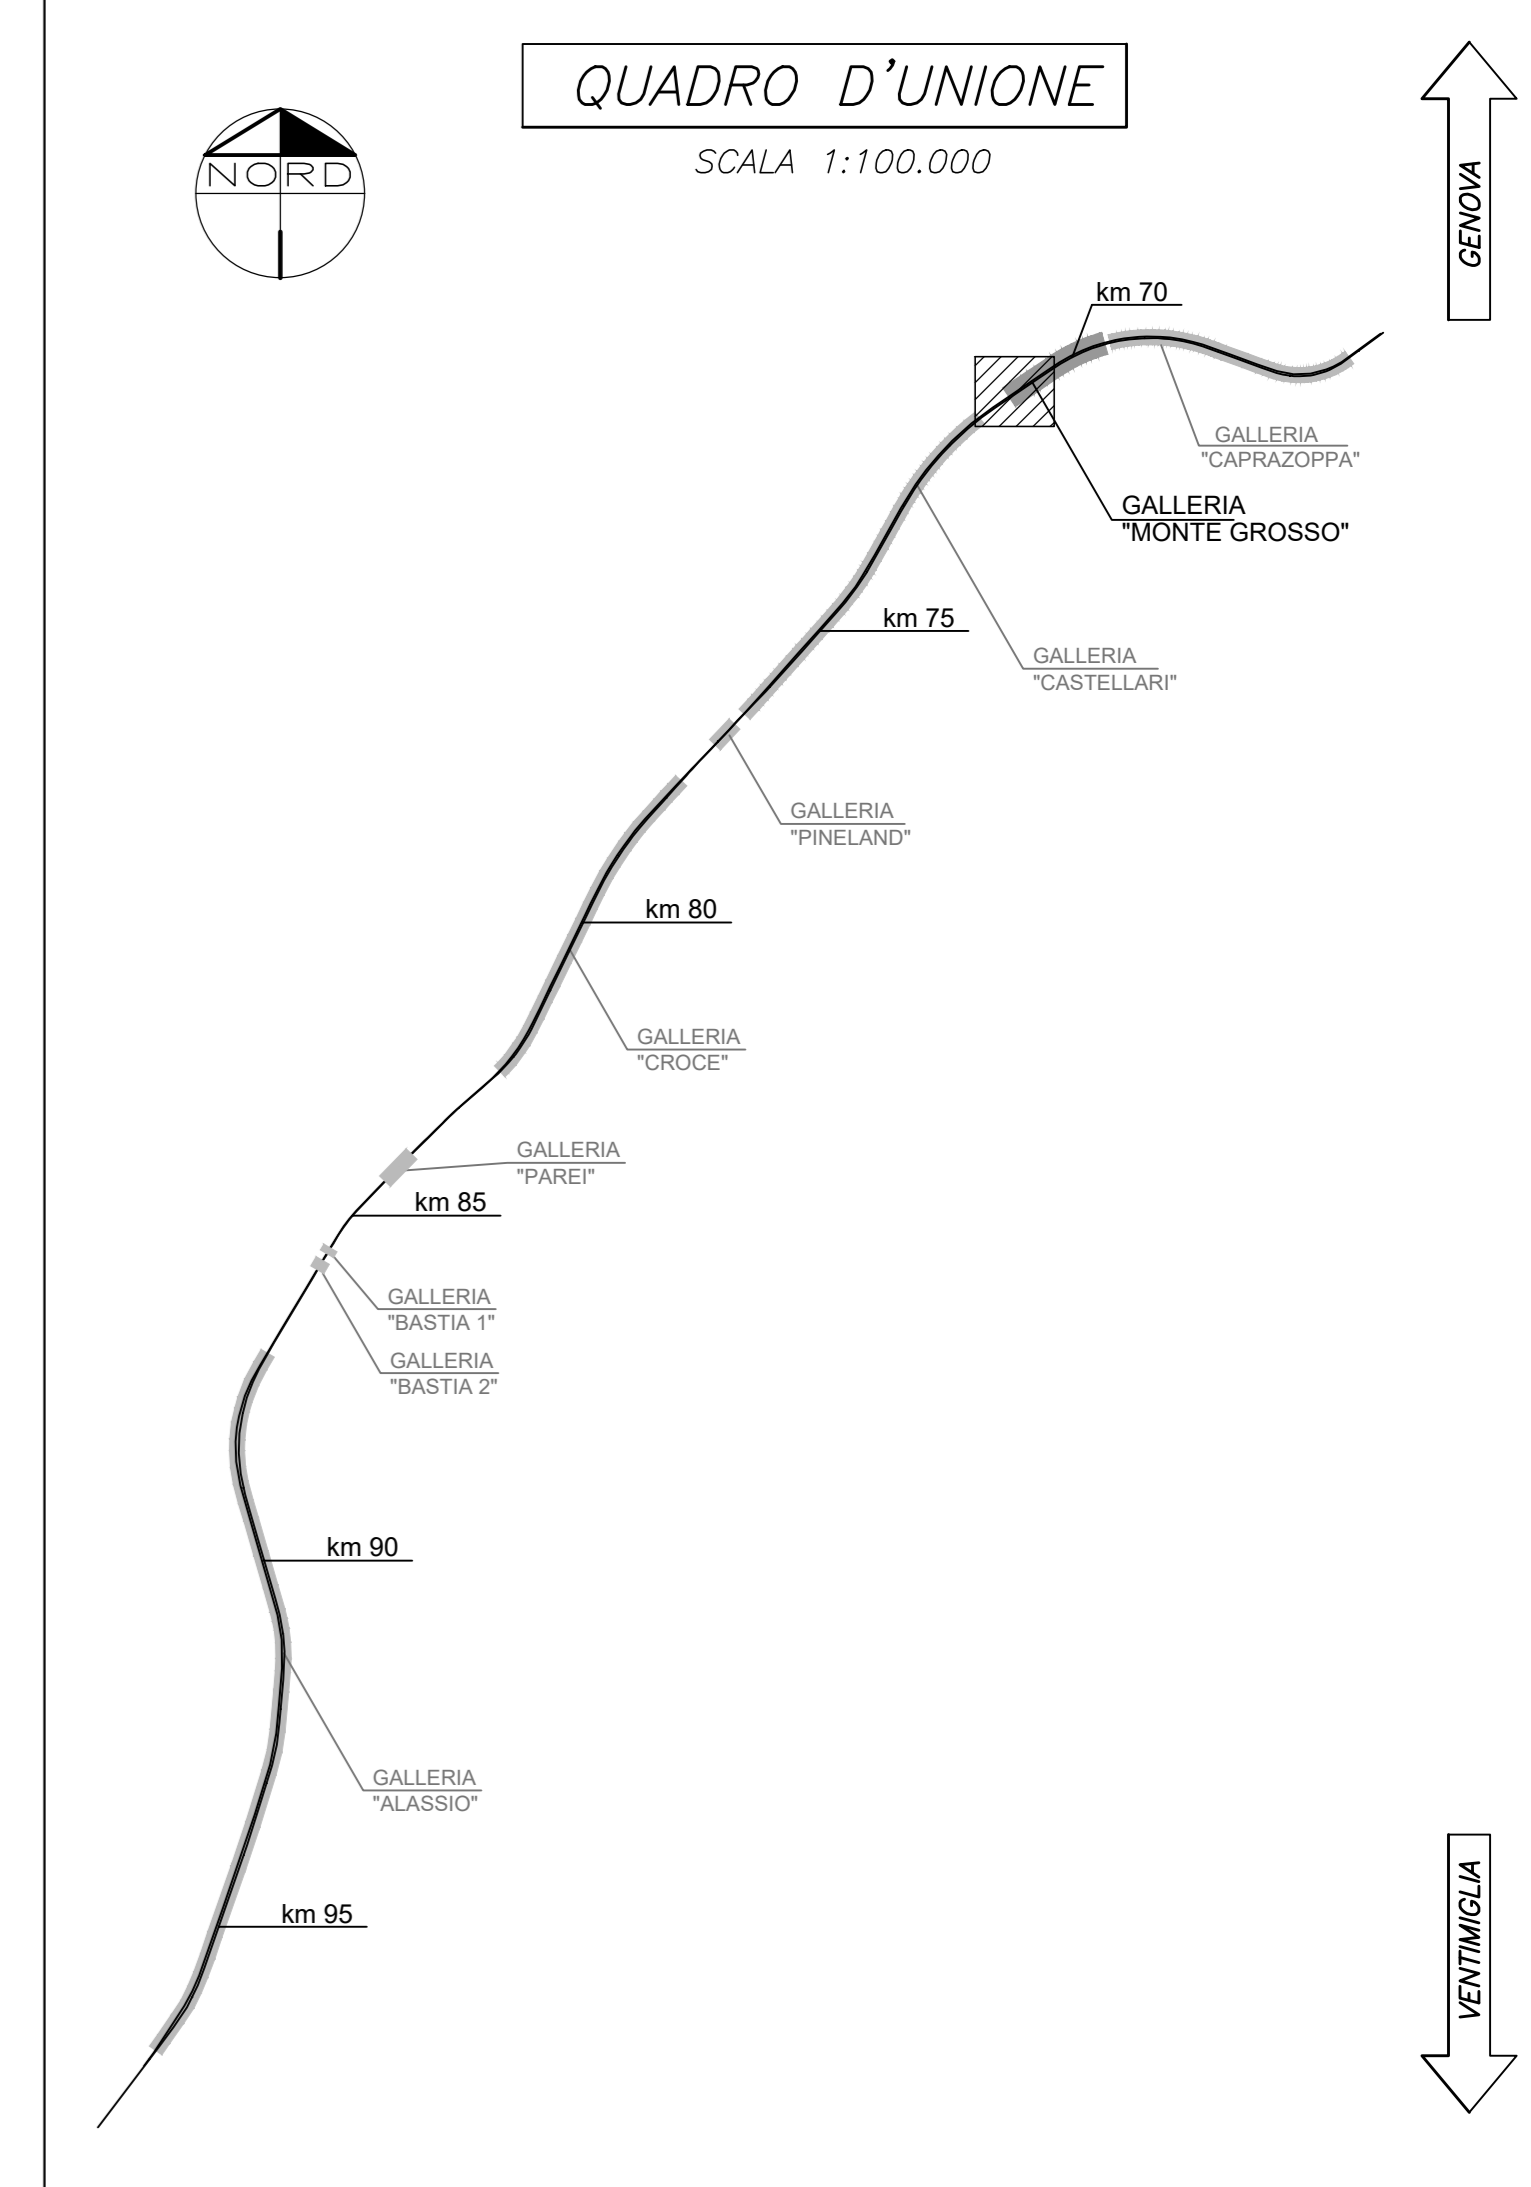 QUADRO D'UNIONE
SCALA 1:100.000
NORD
GENOVA
km 70
GALLERIA
"CAPRAZOPPA"
GALLERIA
"MONTE GROSSO"
km 75
GALLERIA
"CASTELLARI"
GALLERIA
"PINELAND"
km 80
GALLERIA
"CROCE"
GALLERIA
"PAREI"
km 85
GALLERIA
"BASTIA 1"
GALLERIA
"BASTIA 2"
km 90
GALLERIA
"ALASSIO"
km 95
VENTIMIGLIA